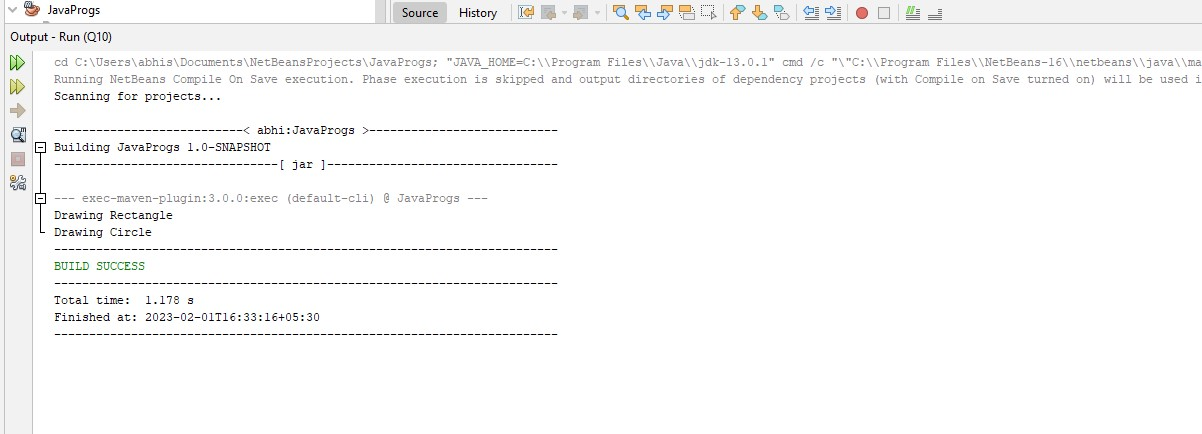 JavaProgs
Source History
Output - Run (Q10)
cd C:\Users\abhis\Documents\NetBeansProjects\JavaProgs; "JAVA_HOME=C:\\Program Files\\Java\\jdk-13.0.1" cmd /c "\"C:\\Program Files\\NetBeans-16\\netbeans\\java\\ma
Running NetBeans Compile On Save execution. Phase execution is skipped and output directories of dependency projects (with Compile on Save turned on) will be used i
Scanning for projects...
---------------------------< abhi:JavaProgs >---------------------------
Building JavaProgs 1.0-SNAPSHOT
--------------------------------[ jar ]---------------------------------
--- exec-maven-plugin:3.0.0:exec (default-cli) @ JavaProgs ---
Drawing Rectangle
Drawing Circle
------------------------------------------------------------------------
BUILD SUCCESS
------------------------------------------------------------------------
Total time:  1.178 s
Finished at: 2023-02-01T16:33:16+05:30
------------------------------------------------------------------------